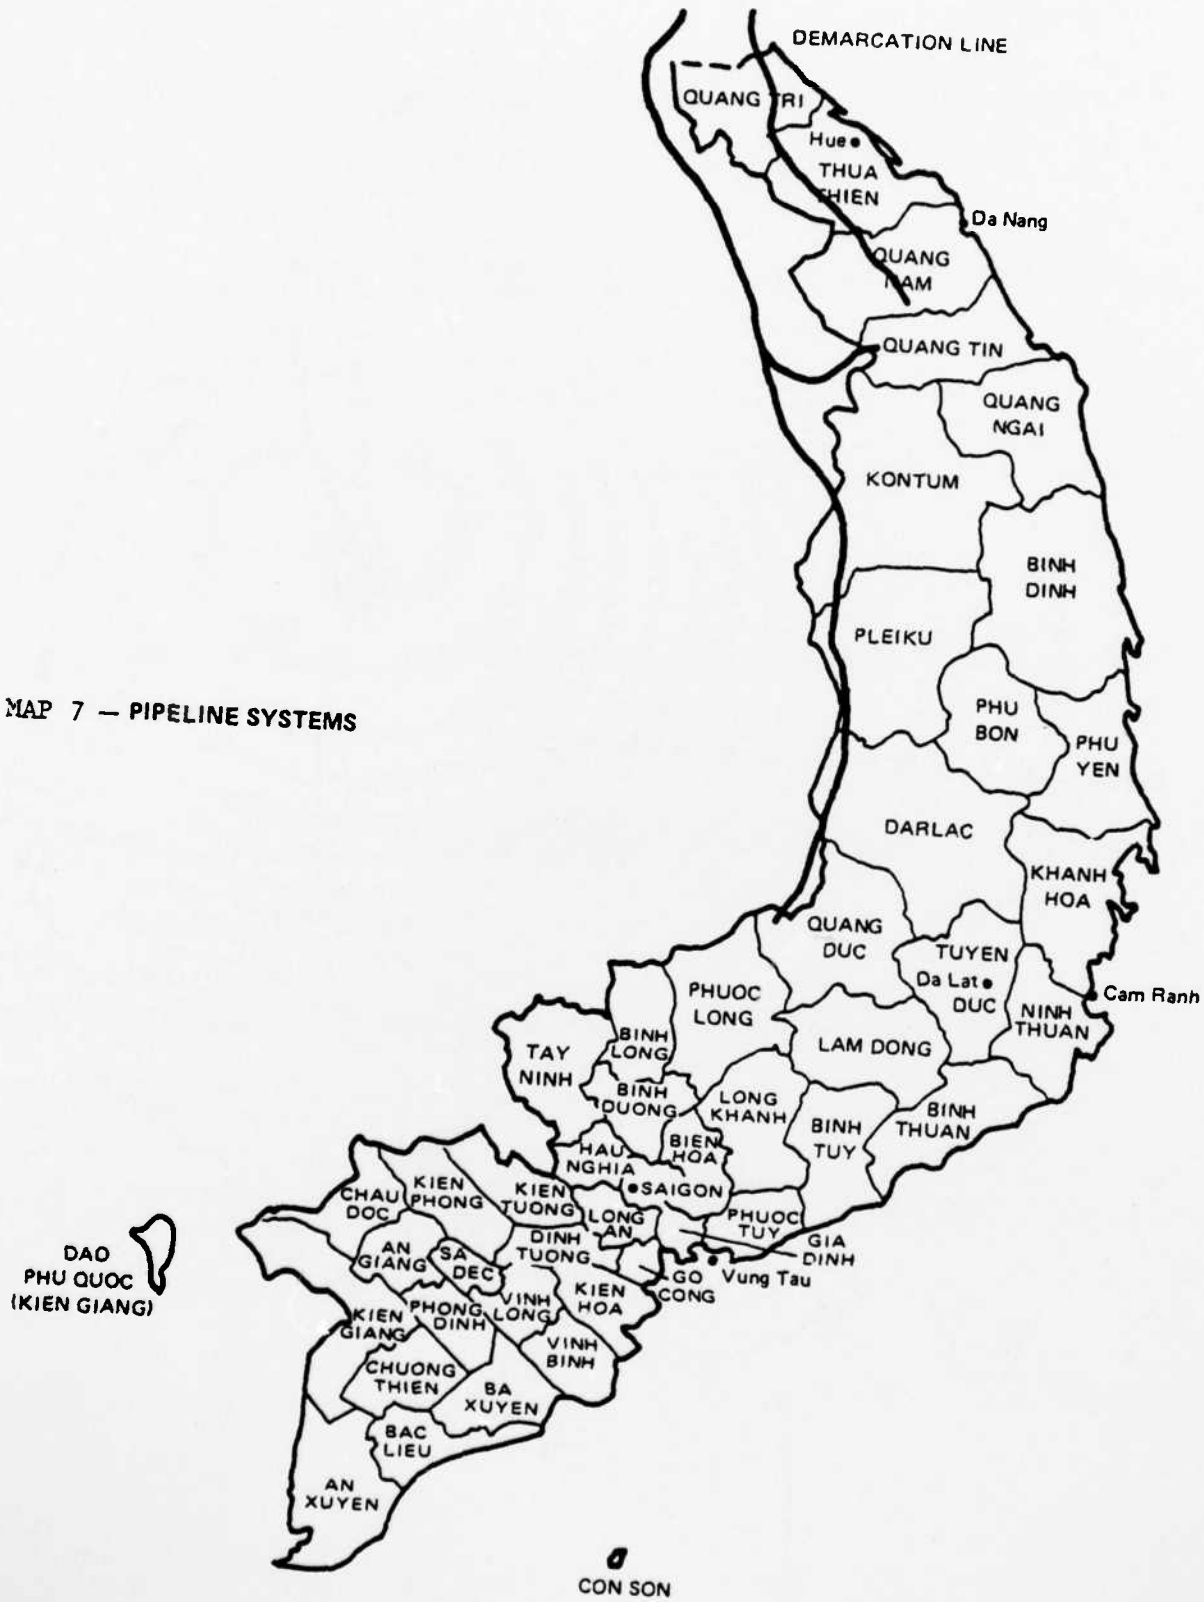 DEMARCATION LINE
QUANG TRI
Hue
THUA
THIEN
Da Nang
QUANG
NAM
QUANG TIN
QUANG
NGAI
KONTUM
BINH
DINH
PLEIKU
MAP 7 — PIPELINE SYSTEMS
PHU
BON
PHU
YEN
DARLAC
KHANH
HOA
QUANG
DUC
TUYEN
Da Lat
DUC
Cam Ranh
NINH
THUAN
PHUOC
LONG
BINH
LONG
LAM DONG
TAY
NINH
BINH
DUONG
LONG
KHANH
BINH
TUY
BINH
THUAN
HAU
NGHIA
BIEN
HOA
SAIGON
KIEN
PHONG
KIEN
TUONG
CHAU
DOC
LONG
AN
PHUOC
TUY
GIA
DINH
DINH
TUONG
AN
GIANG
SA
DEC
DAO
PHU QUOC
(KIEN GIANG)
GO
CONG
Vung Tau
KIEN
HOA
VINH
LONG
PHONG
DINH
KIEN
GIANG
VINH
BINH
CHUONG
THIEN
BA
XUYEN
BAC
LIEU
AN
XUYEN
CON SON